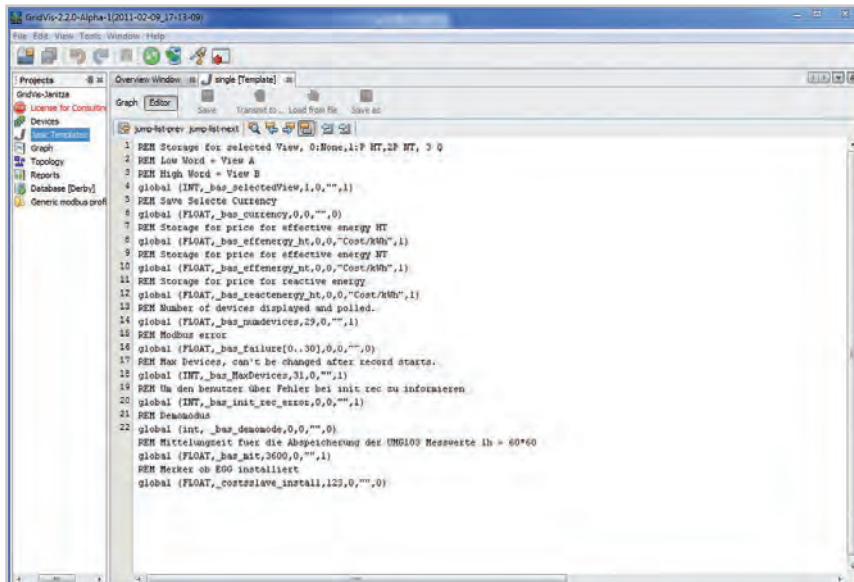 GridVis-2.2.0-Alpha-1(2011-02-09_17-13-09)
File Edit View Tools Window Help
Projects
Overview Window
single [Template]
GridVis-Janitza
License for Consultin
Devices
Basic Templates
Graph
Topology
Reports
Database [Derby]
Generic modbus profi
Graph Editor Save Transmit to ... Load from file Save as
jump-list-prev jump-list-next
1 REM Storage for selected View, 0:None,1:P HT,2P NT, 3 Q
2 REM Low Word = View A
3 REM High Word = View B
4 global (INT,_bas_selectedView,1,0,"",1)
5 REM Save Selecte Currency
6 global (FLOAT,_bas_currency,0,0,"",0)
7 REM Storage for price for effective energy HT
8 global (FLOAT,_bas_effenergy_ht,0,0,"Cost/kWh",1)
9 REM Storage for price for effective energy NT
10 global (FLOAT,_bas_effenergy_nt,0,0,"Cost/kWh",1)
11 REM Storage for price for reactive energy
12 global (FLOAT,_bas_reactenergy_ht,0,0,"Cost/kWh",1)
13 REM Number of devices displayed and polled.
14 global (FLOAT,_bas_numdevices,29,0,"",1)
15 REM Modbus error
16 global (FLOAT,_bas_failure[0..30],0,0,"",0)
17 REM Max Devices, can't be changed after record starts.
18 global (INT,_bas_MaxDevices,31,0,"",1)
19 REM Um den benutzer über Fehler bei init rec zu informieren
20 global (INT,_bas_init_rec_error,0,0,"",1)
21 REM Demomodus
22 global (int, _bas_demomode,0,0,"",0)
REM Mittelungzeit fuer die Abspeicherung der UMG103 Messwerte 1h = 60*60
global (FLOAT,_bas_mit,3600,0,"",1)
REM Merker ob EGG installiert
global (FLOAT,_costsslave_install,123,0,"",0)